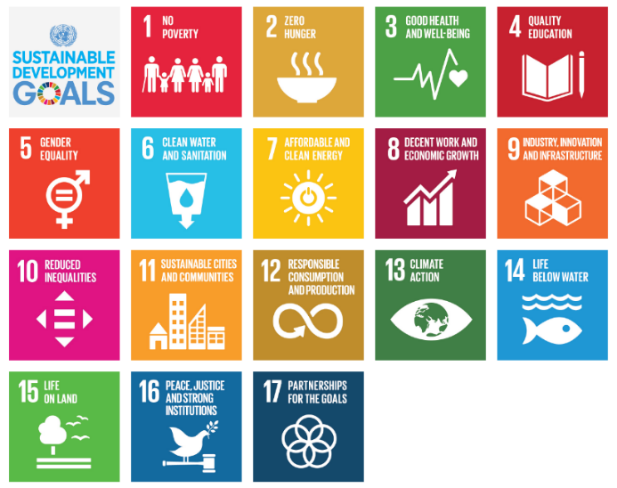 SUSTAINABLE
DEVELOPMENT
GOALS
1 NO
POVERTY
2 ZERO
HUNGER
3 GOOD HEALTH
AND WELL-BEING
4 QUALITY
EDUCATION
5 GENDER
EQUALITY
6 CLEAN WATER
AND SANITATION
7 AFFORDABLE AND
CLEAN ENERGY
8 DECENT WORK AND
ECONOMIC GROWTH
9 INDUSTRY, INNOVATION
AND INFRASTRUCTURE
10 REDUCED
INEQUALITIES
11 SUSTAINABLE CITIES
AND COMMUNITIES
12 RESPONSIBLE
CONSUMPTION
AND PRODUCTION
13 CLIMATE
ACTION
14 LIFE
BELOW WATER
15 LIFE
ON LAND
16 PEACE, JUSTICE
AND STRONG
INSTITUTIONS
17 PARTNERSHIPS
FOR THE GOALS